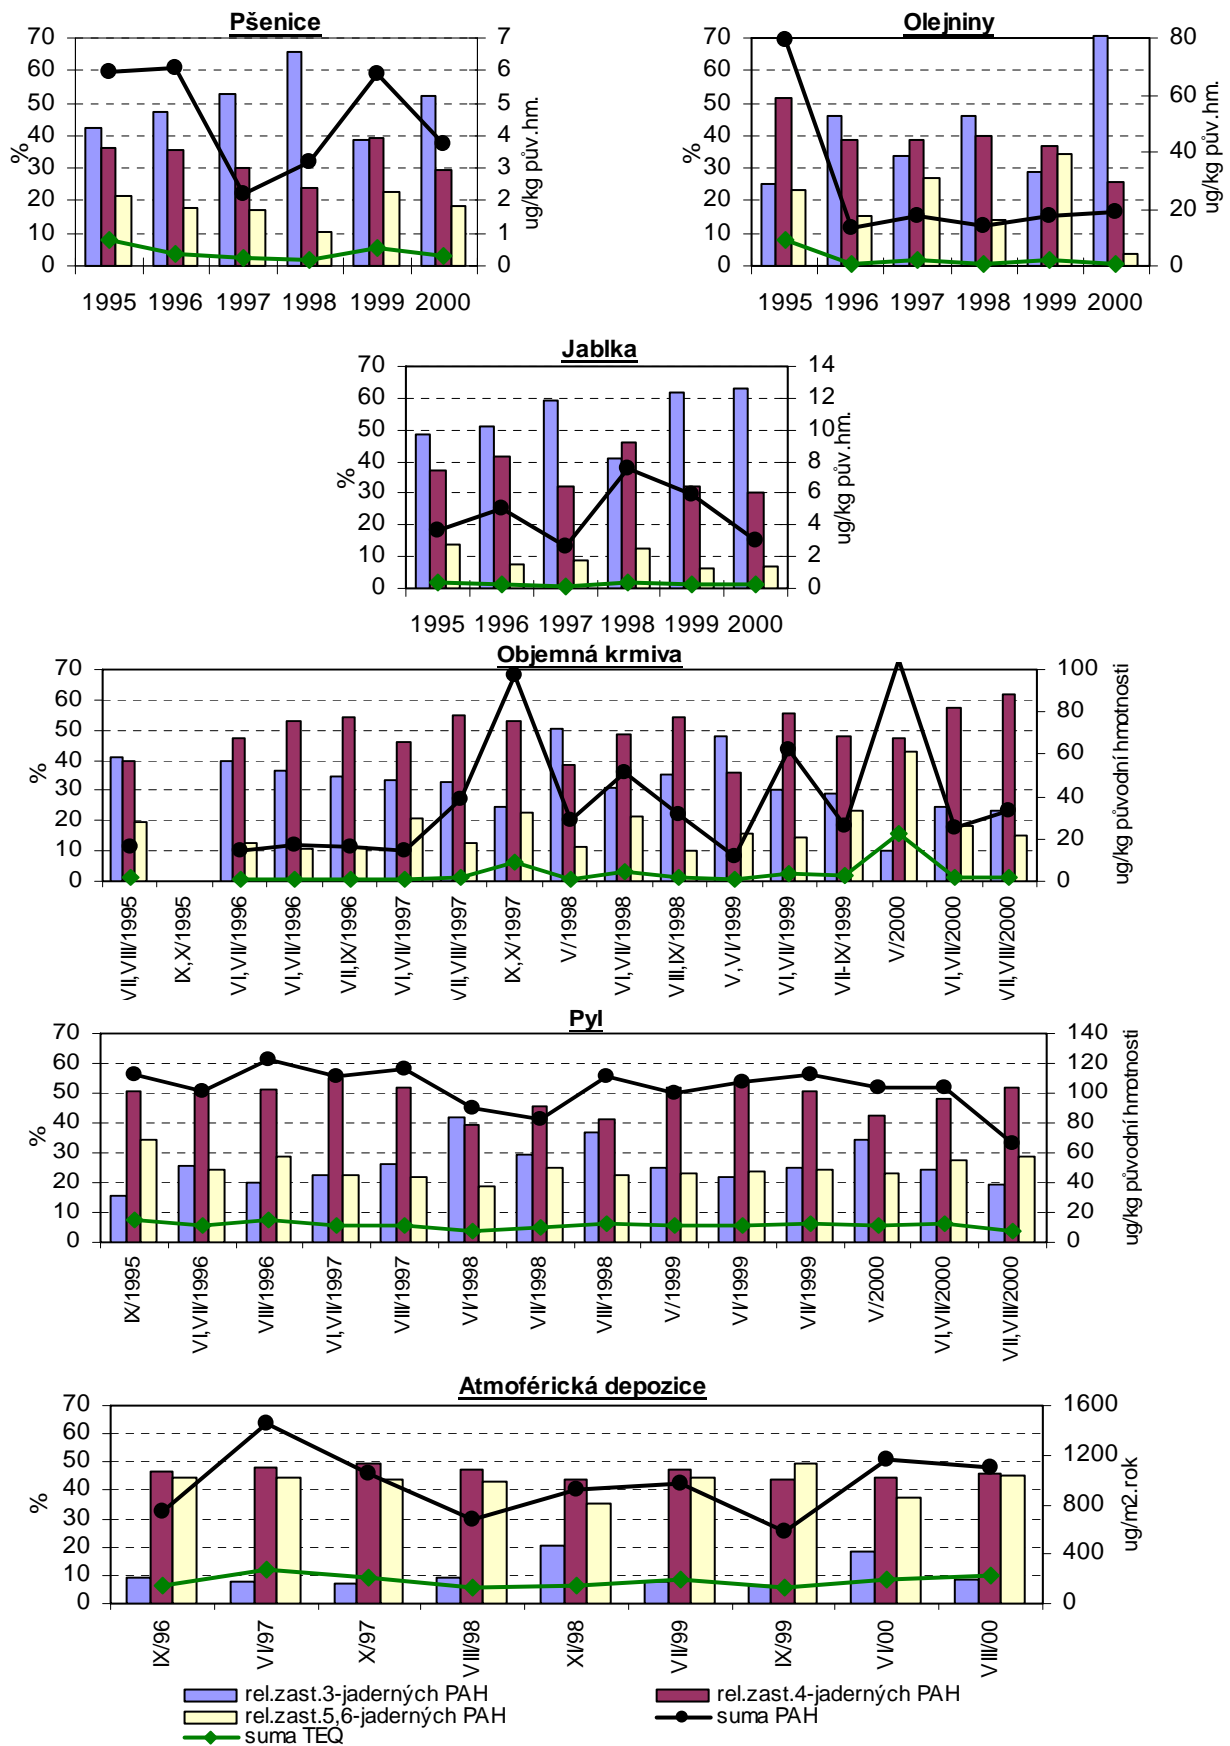 Pšenice
70 60 50 40 30 20 10 0
%
7 6 5 4 3 2 1 0
ug/kg pův.hm.
1995 1996 1997 1998 1999 2000
Olejniny
70 60 50 40 30 20 10 0
%
80 60 40 20 0
ug/kg pův.hm.
1995 1996 1997 1998 1999 2000
Jablka
70 60 50 40 30 20 10 0
%
14 12 10 8 6 4 2 0
ug/kg pův.hm.
1995 1996 1997 1998 1999 2000
Objemná krmiva
70 60 50 40 30 20 10 0
%
100 80 60 40 20 0
ug/kg původní hmotnosti
VII,VIII/1995
IX,X/1995
VI,VII/1996
VI,VII/1996
VII,IX/1996
VI,VII/1997
VII,VIII/1997
IX,X/1997
V/1998
VI,VII/1998
VIII,IX/1998
V,VI/1999
VI,VII/1999
VII-IX/1999
V/2000
VI,VII/2000
VII,VIII/2000
Pyl
70 60 50 40 30 20 10 0
%
140 120 100 80 60 40 20 0
ug/kg původní hmotnosti
IX/1995
VI,VII/1996
VIII/1996
VI,VII/1997
VIII/1997
VI/1998
VII/1998
VIII/1998
V/1999
VI/1999
VII/1999
V/2000
VI,VII/2000
VII,VIII/2000
Atmoférická depozice
70 60 50 40 30 20 10 0
%
1600 1200 800 400 0
ug/m2.rok
IX/96
VI/97
X/97
VIII/98
XI/98
VII/99
IX/99
VI/00
VIII/00
rel.zast.3-jaderných PAH
rel.zast.4-jaderných PAH
rel.zast.5,6-jaderných PAH
suma PAH
suma TEQ